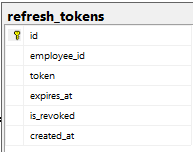 refresh_tokens
id
employee_id
token
expires_at
is_revoked
created_at